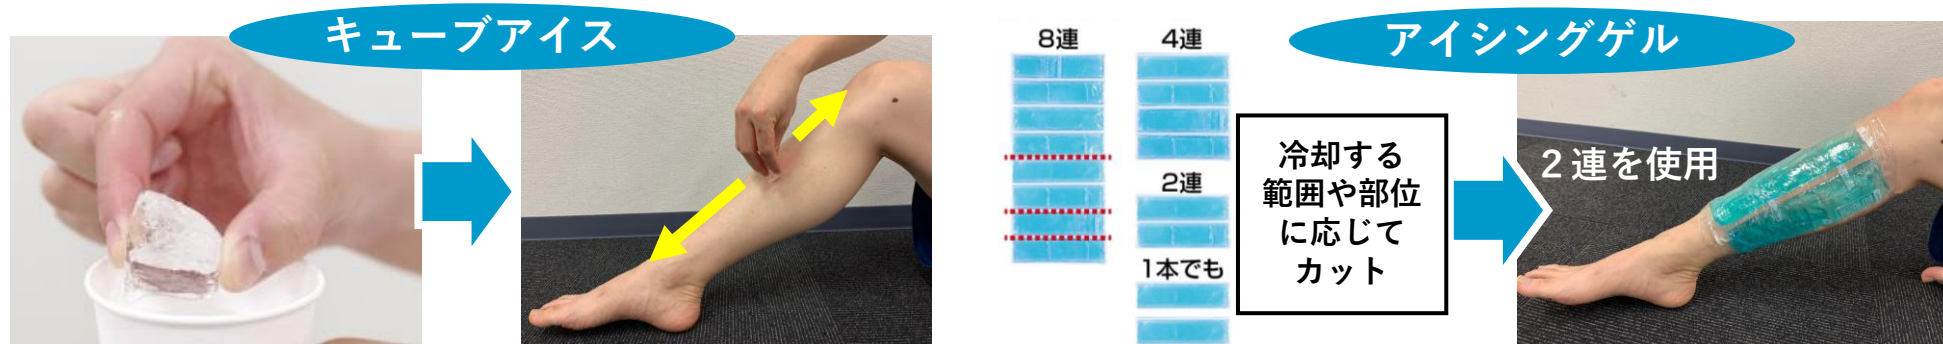 キューブアイス
8連
4連
2連
1本でも
冷却する
範囲や部位
に応じて
カット
アイシングゲル
２連を使用